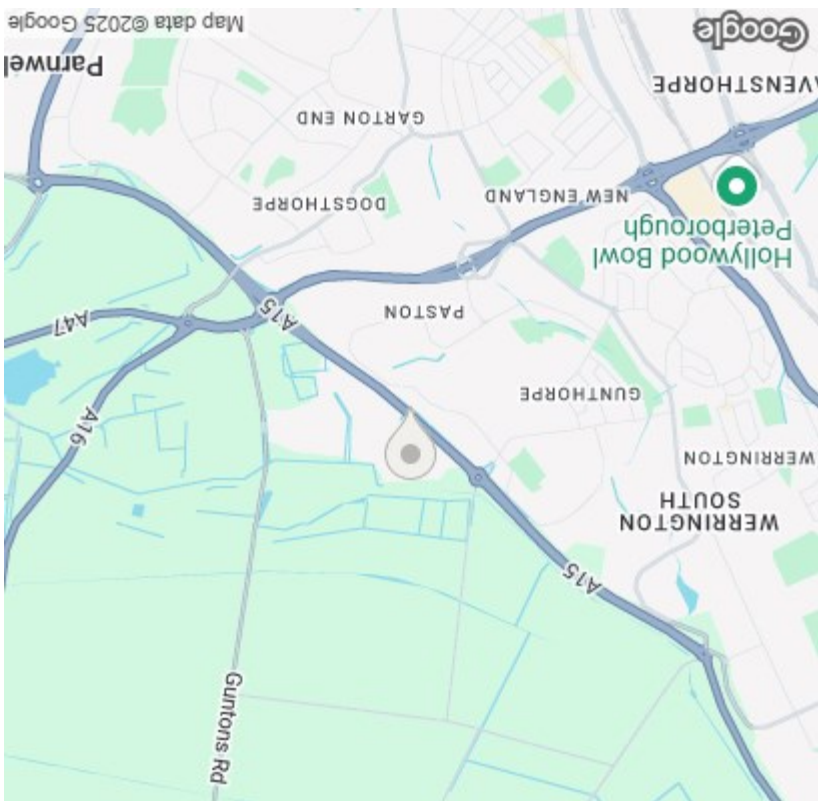 Guntons Rd
A15
WERRINGTON
SOUTH
WERRINGTON
A16
GUNTHORPE
PASTON
A15
A47
Hollywood Bowl
Peterborough
NEW ENGLAND
DOGSTHORPE
GARTON END
AVENSTHORPE
Parnwel
Google
Map data ©2025 Google